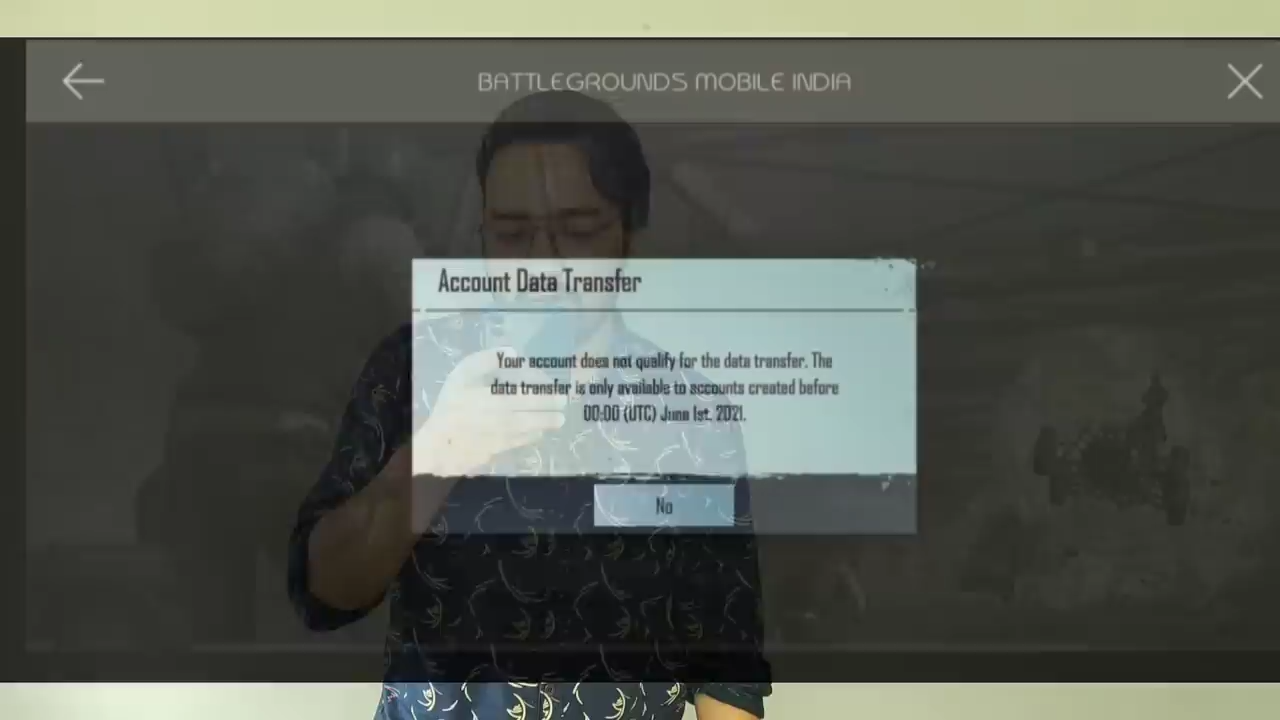 BATTLEGROUNDS MOBILE INDIA
Account Data Transfer
Your account does not qualify for the data transfer. The
data transfer is only available to accounts created before
00:00 (UTC) June 1st, 2021.
No